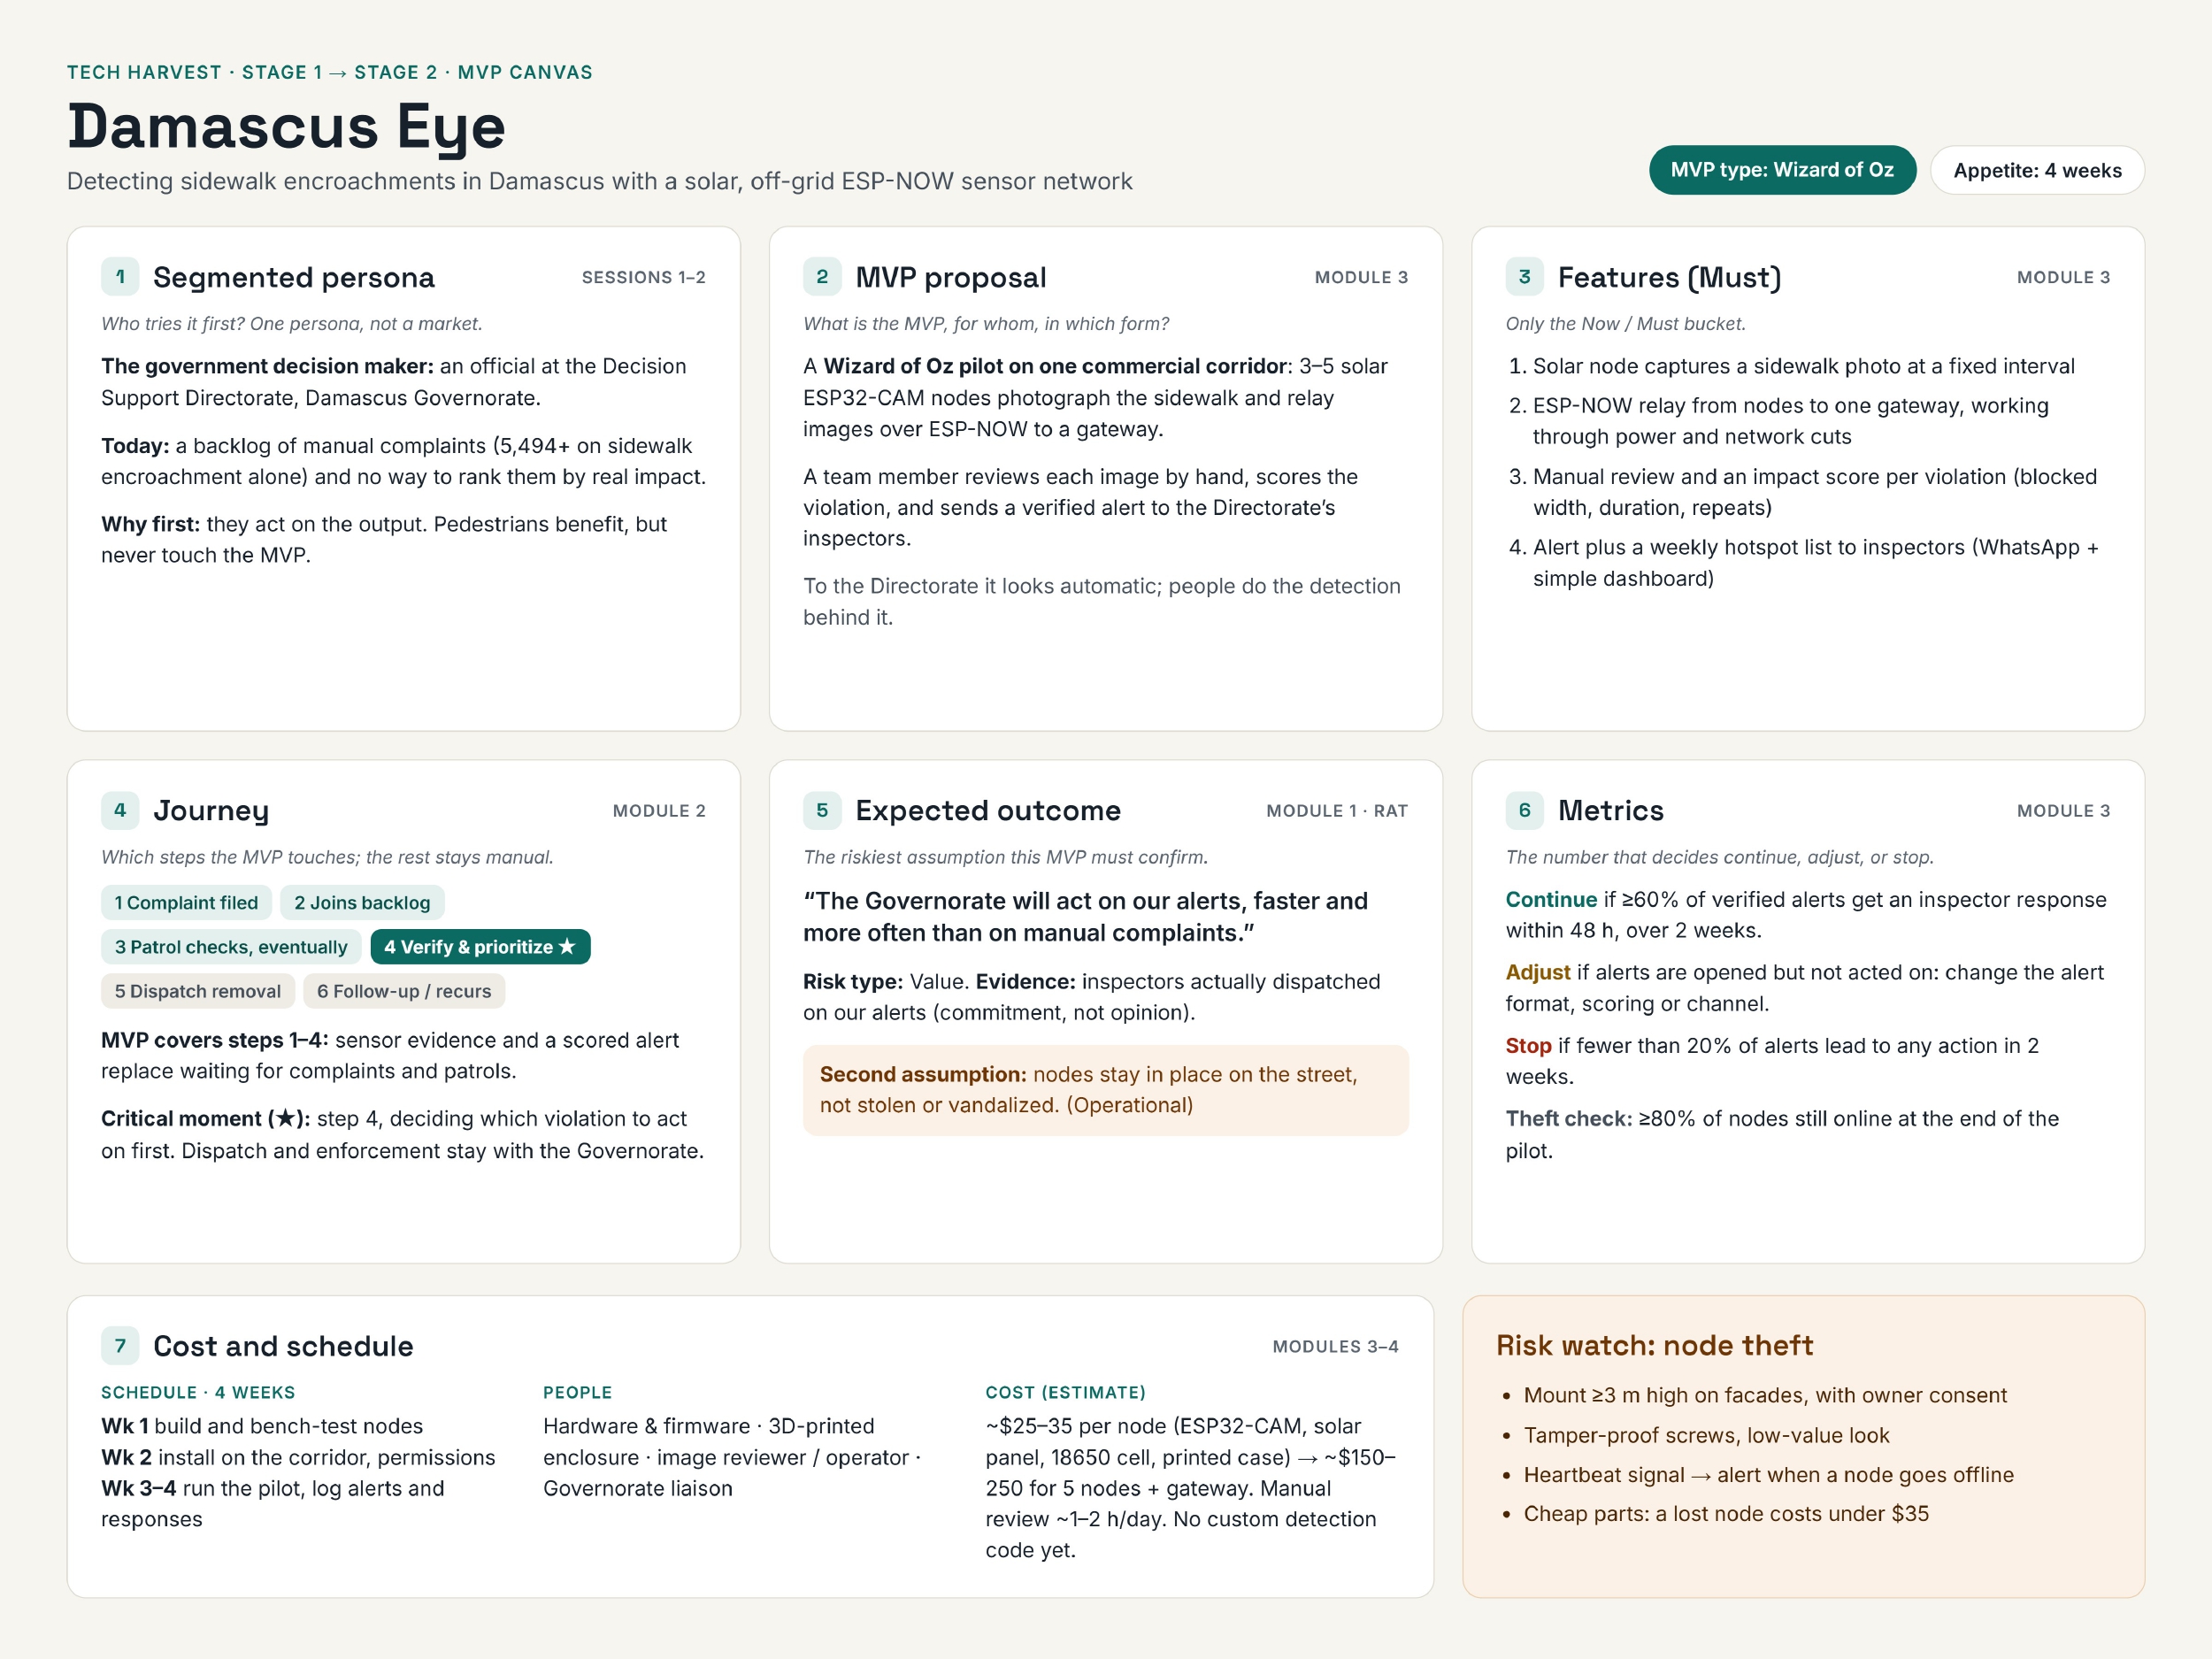 TECH HARVEST · STAGE 1 → STAGE 2 · MVP CANVAS
Damascus Eye
Detecting sidewalk encroachments in Damascus with a solar, off-grid ESP-NOW sensor network
MVP type: Wizard of Oz
Appetite: 4 weeks
1 Segmented persona
SESSIONS 1–2
Who tries it first? One persona, not a market.
The government decision maker: an official at the Decision
Support Directorate, Damascus Governorate.
Today: a backlog of manual complaints (5,494+ on sidewalk
encroachment alone) and no way to rank them by real impact.
Why first: they act on the output. Pedestrians benefit, but
never touch the MVP.
2 MVP proposal
MODULE 3
What is the MVP, for whom, in which form?
A Wizard of Oz pilot on one commercial corridor: 3–5 solar
ESP32-CAM nodes photograph the sidewalk and relay
images over ESP-NOW to a gateway.
A team member reviews each image by hand, scores the
violation, and sends a verified alert to the Directorate’s
inspectors.
To the Directorate it looks automatic; people do the detection
behind it.
3 Features (Must)
MODULE 3
Only the Now / Must bucket.
1. Solar node captures a sidewalk photo at a fixed interval
2. ESP-NOW relay from nodes to one gateway, working
through power and network cuts
3. Manual review and an impact score per violation (blocked
width, duration, repeats)
4. Alert plus a weekly hotspot list to inspectors (WhatsApp +
simple dashboard)
4 Journey
MODULE 2
Which steps the MVP touches; the rest stays manual.
1 Complaint filed
2 Joins backlog
3 Patrol checks, eventually
4 Verify & prioritize ★
5 Dispatch removal
6 Follow-up / recurs
MVP covers steps 1–4: sensor evidence and a scored alert
replace waiting for complaints and patrols.
Critical moment (★): step 4, deciding which violation to act
on first. Dispatch and enforcement stay with the Governorate.
5 Expected outcome
MODULE 1 · RAT
The riskiest assumption this MVP must confirm.
“The Governorate will act on our alerts, faster and
more often than on manual complaints.”
Risk type: Value. Evidence: inspectors actually dispatched
on our alerts (commitment, not opinion).
Second assumption: nodes stay in place on the street,
not stolen or vandalized. (Operational)
6 Metrics
MODULE 3
The number that decides continue, adjust, or stop.
Continue if ≥60% of verified alerts get an inspector response
within 48 h, over 2 weeks.
Adjust if alerts are opened but not acted on: change the alert
format, scoring or channel.
Stop if fewer than 20% of alerts lead to any action in 2
weeks.
Theft check: ≥80% of nodes still online at the end of the
pilot.
7 Cost and schedule
MODULES 3–4
SCHEDULE · 4 WEEKS
Wk 1 build and bench-test nodes
Wk 2 install on the corridor, permissions
Wk 3–4 run the pilot, log alerts and
responses
PEOPLE
Hardware & firmware · 3D-printed
enclosure · image reviewer / operator ·
Governorate liaison
COST (ESTIMATE)
~$25–35 per node (ESP32-CAM, solar
panel, 18650 cell, printed case) → ~$150–
250 for 5 nodes + gateway. Manual
review ~1–2 h/day. No custom detection
code yet.
Risk watch: node theft
• Mount ≥3 m high on facades, with owner consent
• Tamper-proof screws, low-value look
• Heartbeat signal → alert when a node goes offline
• Cheap parts: a lost node costs under $35